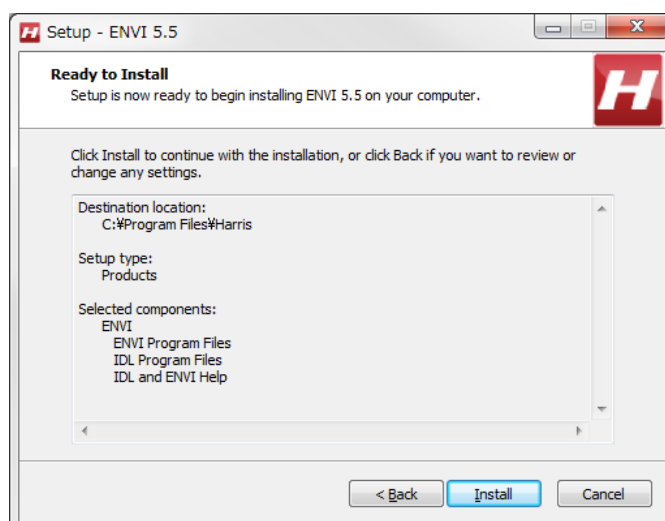 Setup - ENVI 5.5
Ready to Install
Setup is now ready to begin installing ENVI 5.5 on your computer.
H
Click Install to continue with the installation, or click Back if you want to review or
change any settings.
Destination location:
C:¥Program Files¥Harris
Setup type:
Products
Selected components:
ENVI
ENVI Program Files
IDL Program Files
IDL and ENVI Help
< Back
Install
Cancel